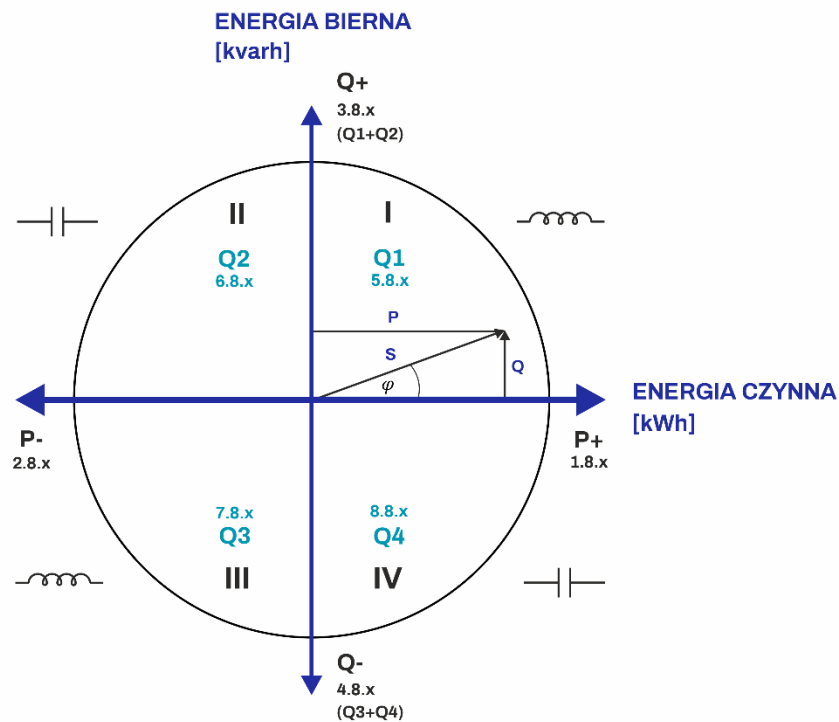 ENERGIA BIERNA
[kvarh]
Q+
3.8.x
(Q1+Q2)
II
I
Q2
6.8.x
Q1
5.8.x
P
S
Q
φ
ENERGIA CZYNNA
[kWh]
P-
2.8.x
P+
1.8.x
7.8.x
Q3
8.8.x
Q4
III
IV
Q-
4.8.x
(Q3+Q4)